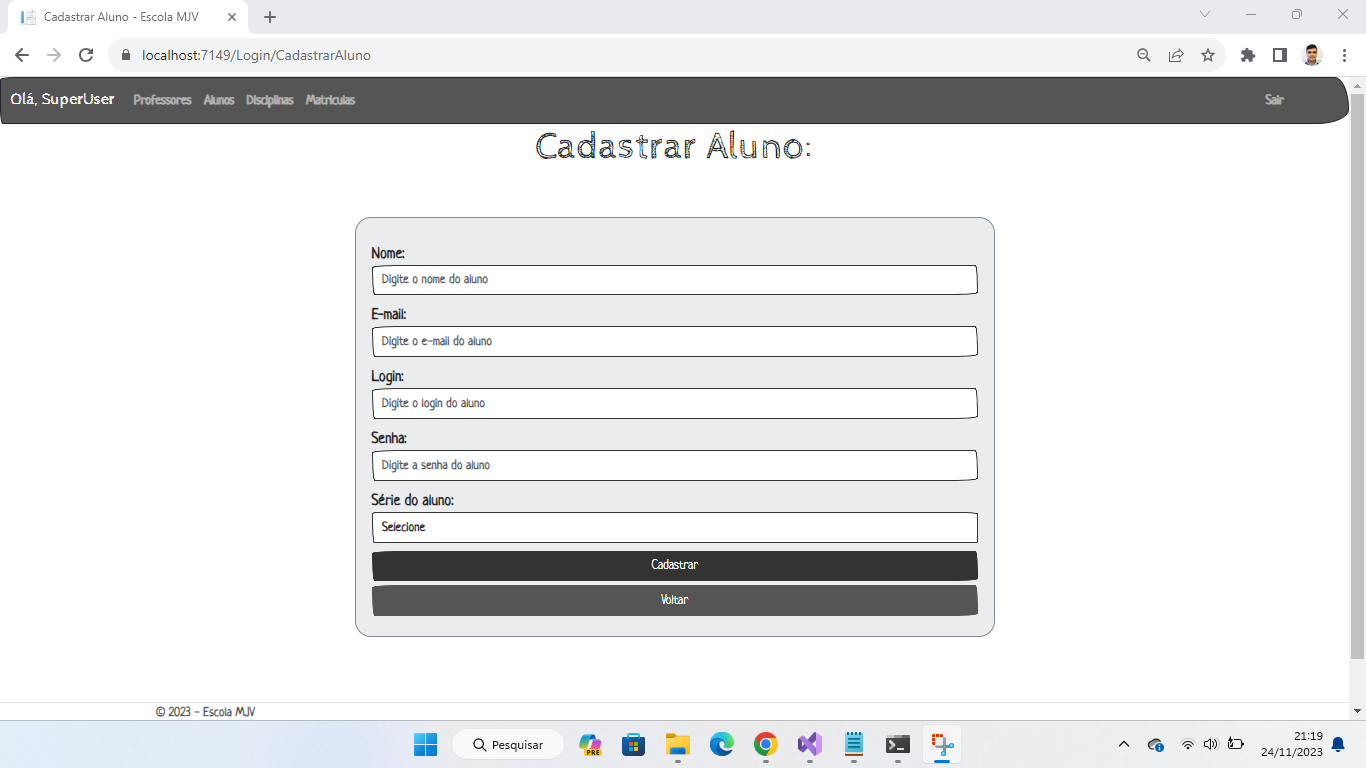 Cadastrar Aluno - Escola MJV
localhost:7149/Login/CadastrarAluno
Olá, SuperUser Professores Alunos Disciplinas Matriculas Sair
Cadastrar Aluno:
Nome:
Digite o nome do aluno
E-mail:
Digite o e-mail do aluno
Login:
Digite o login do aluno
Senha:
Digite a senha do aluno
Série do aluno:
Selecione
Cadastrar
Voltar
© 2023 - Escola MJV
Pesquisar
PRE
21:19
24/11/2023